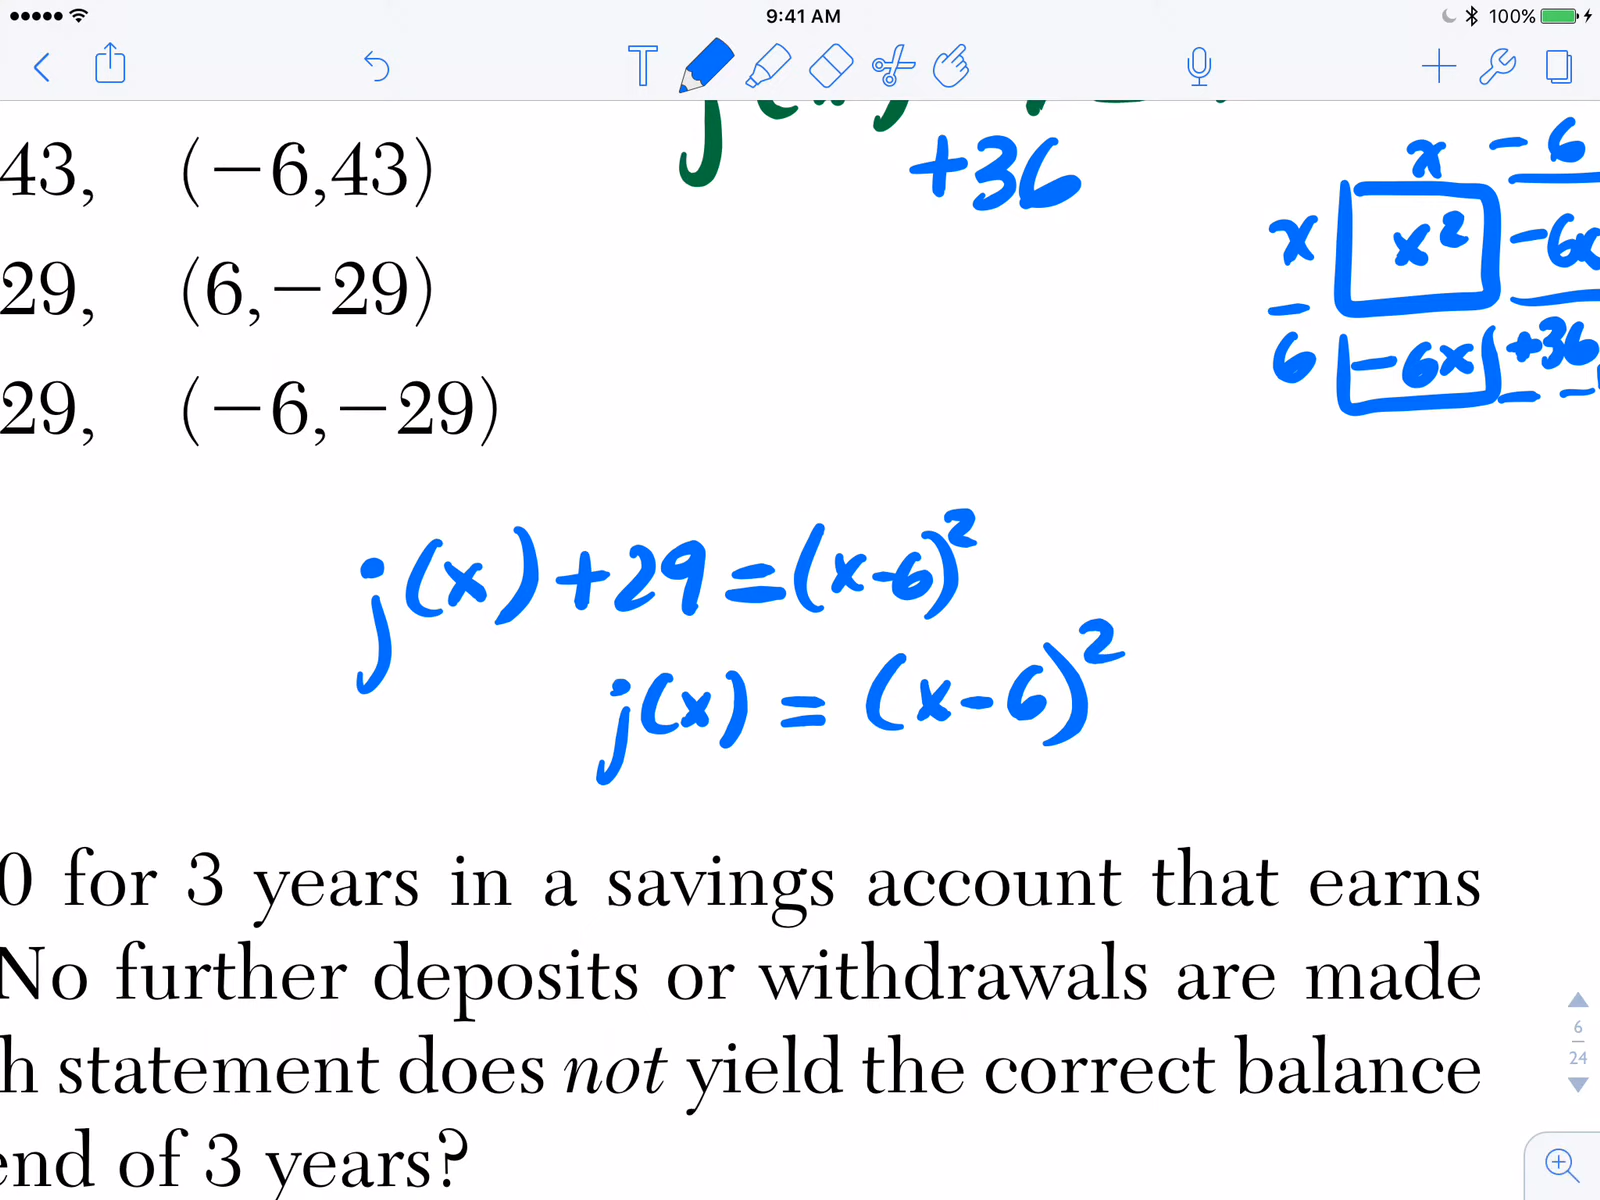 9:41 AM
100%
T
+36
43, (−6,43)
x −6
x x² −6x
29, (6,−29)
−6 −6x +36
29, (−6,−29)
j(x)+29=(x-6)²
j(x) = (x-6)²
0 for 3 years in a savings account that earns
No further deposits or withdrawals are made
h statement does not yield the correct balance
end of 3 years?
6
24